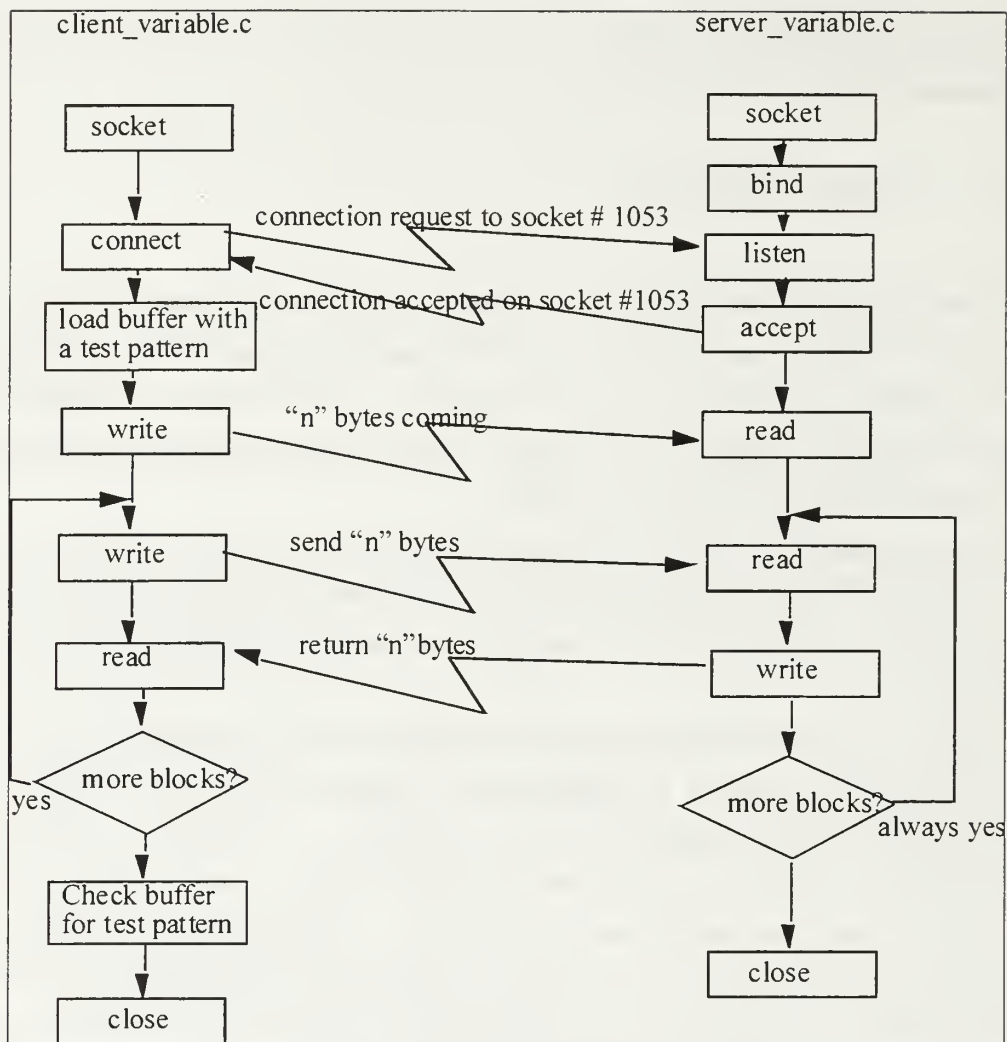 client_variable.c
server_variable.c
socket
socket
bind
connection request to socket # 1053
connect
listen
connection accepted on socket #1053
load buffer with
a test pattern
accept
"n" bytes coming
write
read
send "n" bytes
write
read
return "n"bytes
read
write
more blocks?
yes
more blocks?
always yes
Check buffer
for test pattern
close
close